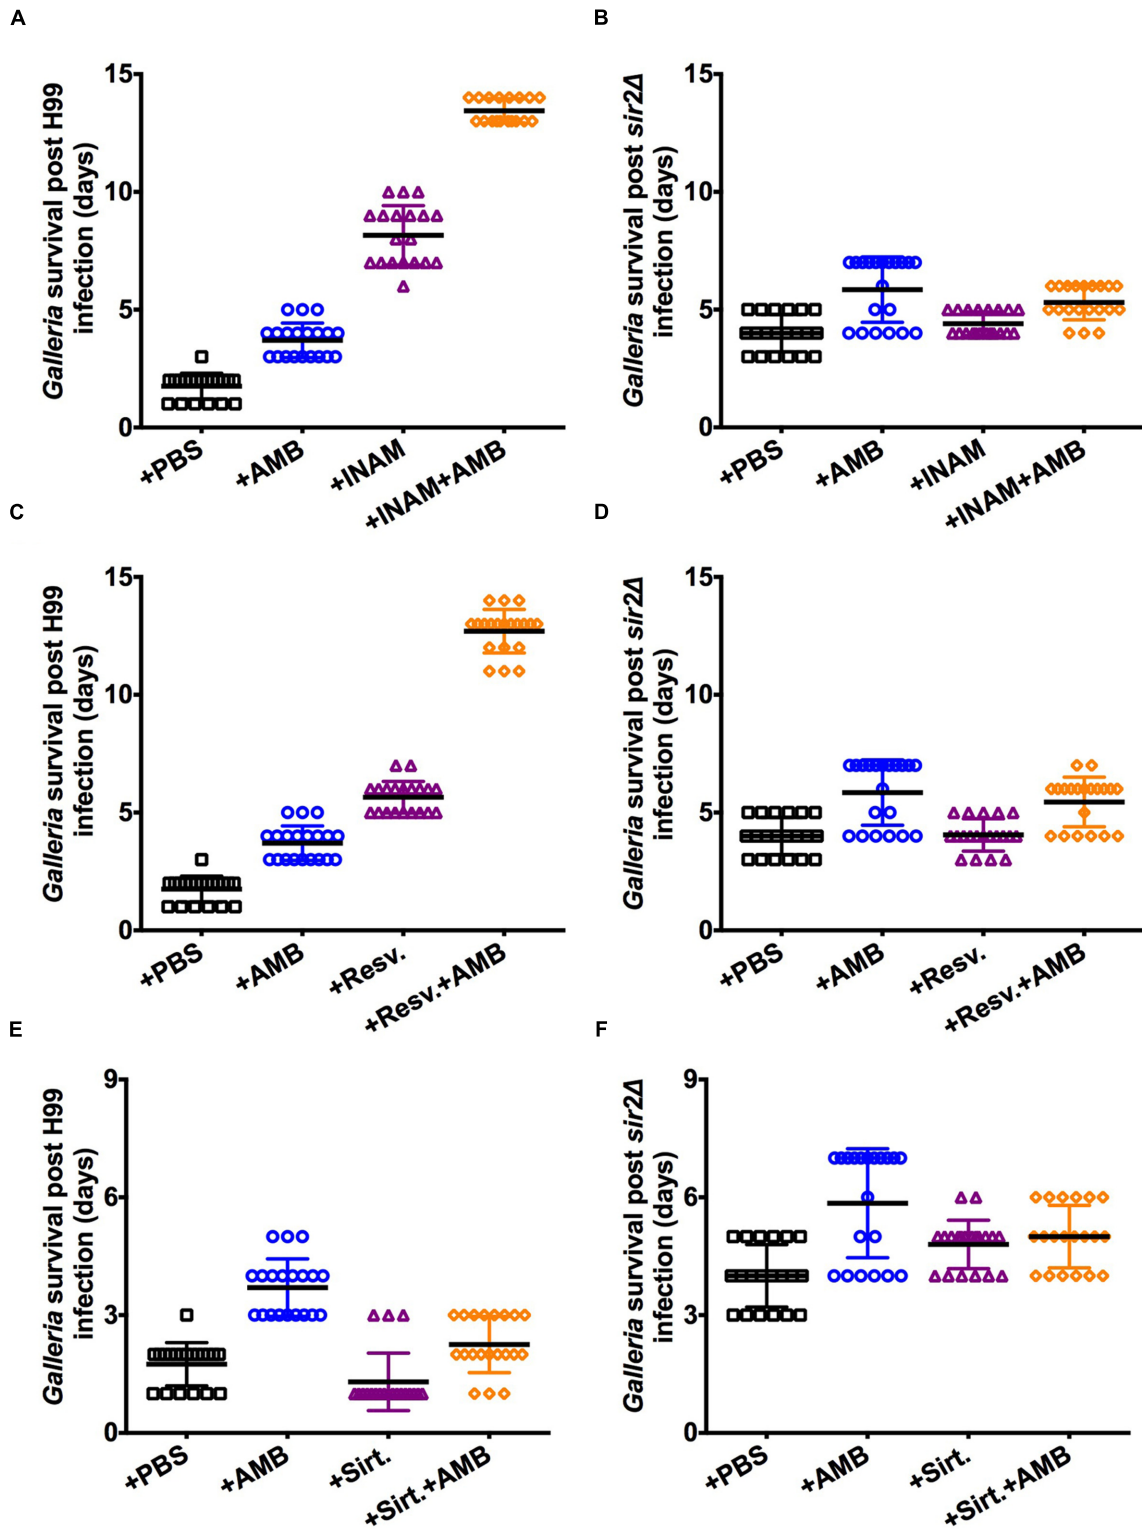 A
Galleria survival post H99
infection (days)
15
10
5
0
+PBS
+AMB
+INAM
+INAM+AMB
B
Galleria survival post sir2Δ
infection (days)
15
10
5
0
+PBS
+AMB
+INAM
+INAM+AMB
C
Galleria survival post H99
infection (days)
15
10
5
0
+PBS
+AMB
+Resv.
+Resv.+AMB
D
Galleria survival post sir2Δ
infection (days)
15
10
5
0
+PBS
+AMB
+Resv.
+Resv.+AMB
E
Galleria survival post H99
infection (days)
9
6
3
0
+PBS
+AMB
+Sirt.
+Sirt.+AMB
F
Galleria survival post sir2Δ
infection (days)
9
6
3
0
+PBS
+AMB
+Sirt.
+Sirt.+AMB